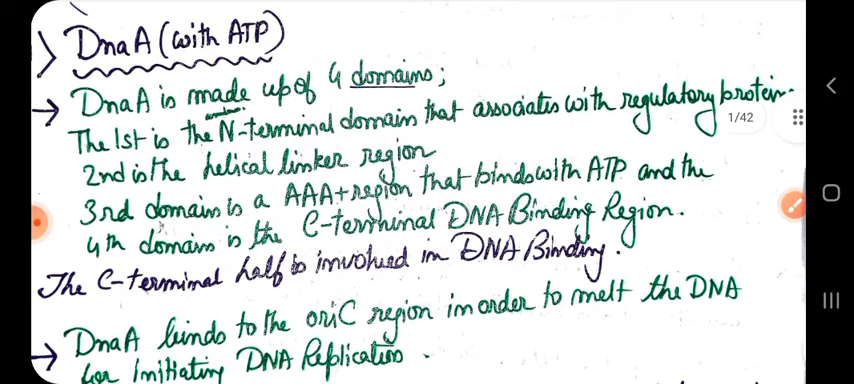 DnaA (with ATP)
→ DnaA is made up of 4 domains;
The 1st is the N-terminal domain that associates with regulatory protein.
1/42
2nd is the helical linker region
3rd domain is a AAA+ region that binds with ATP and the
4th domain is the C-terminal DNA Binding Region.
The C-terminal half is involved in DNA Binding.
→ DnaA binds to the oriC region in order to melt the DNA
for initiating DNA Replication.